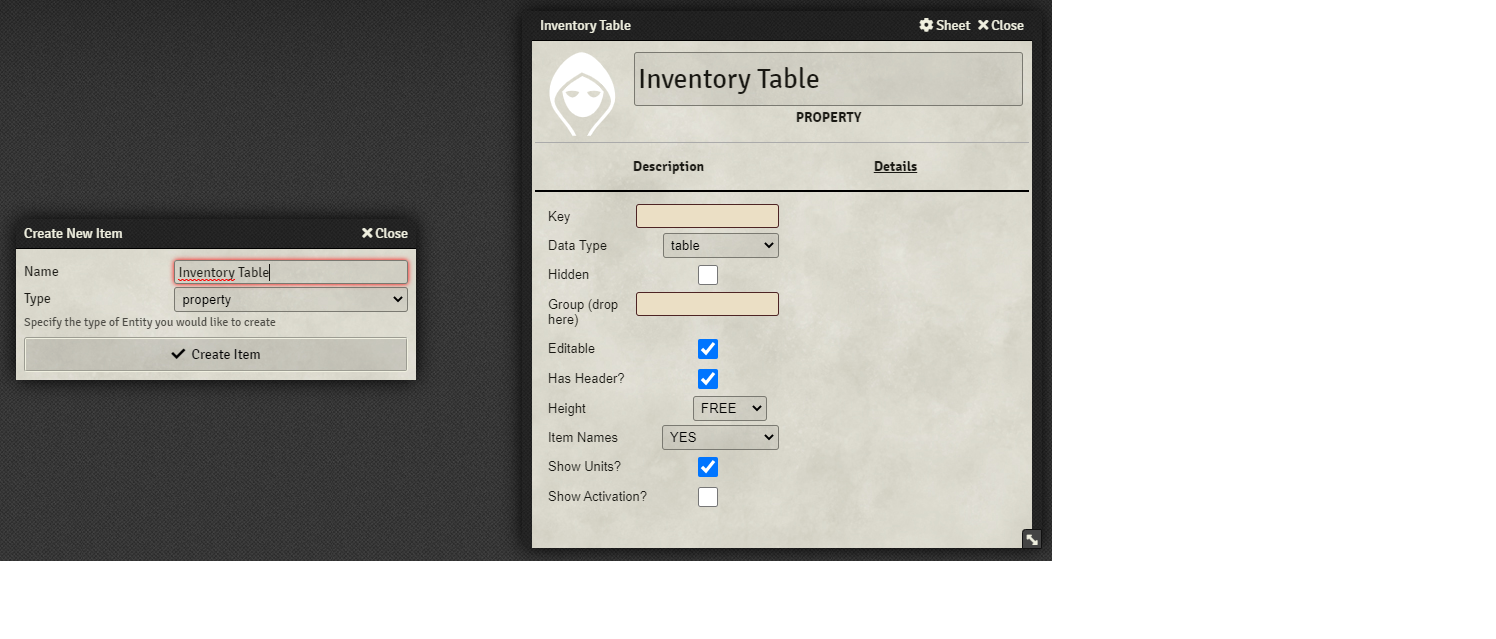 Create New Item
Close
Name
Inventory Table
Type
property
Specify the type of Entity you would like to create
Create Item
Inventory Table
Sheet
Close
Inventory Table
PROPERTY
Description
Details
Key
Data Type
table
Hidden
Group (drop
here)
Editable
Has Header?
Height
FREE
Item Names
YES
Show Units?
Show Activation?